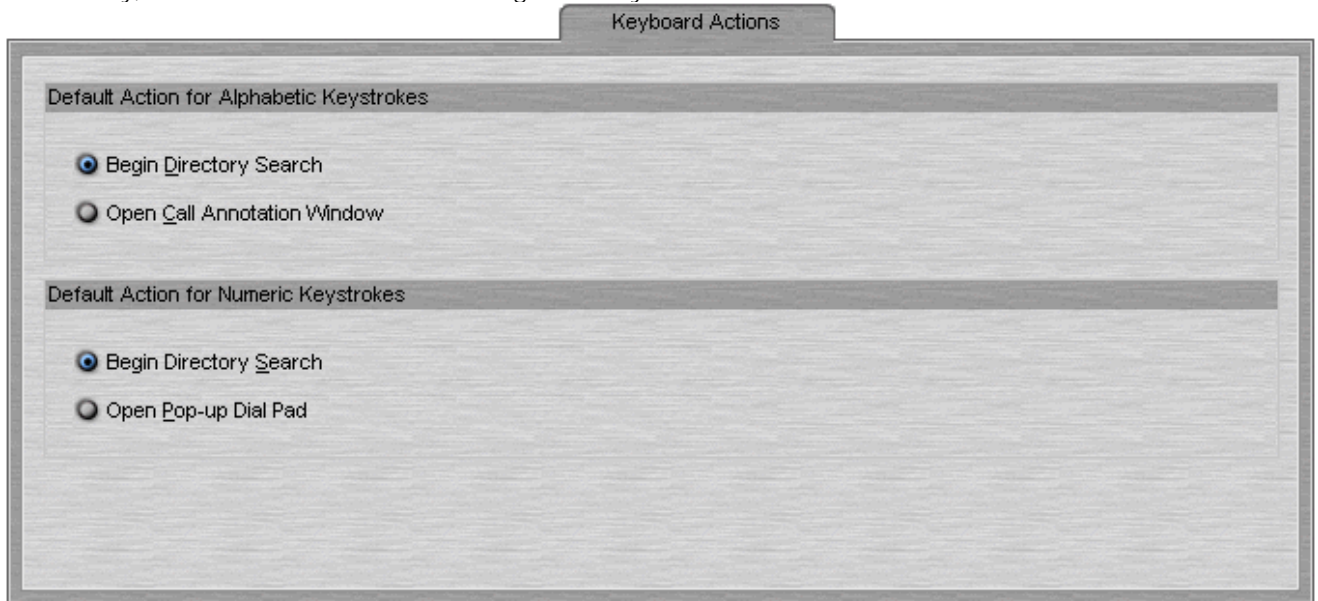 Keyboard Actions
Default Action for Alphabetic Keystrokes
Begin Directory Search
Open Call Annotation Window
Default Action for Numeric Keystrokes
Begin Directory Search
Open Pop-up Dial Pad